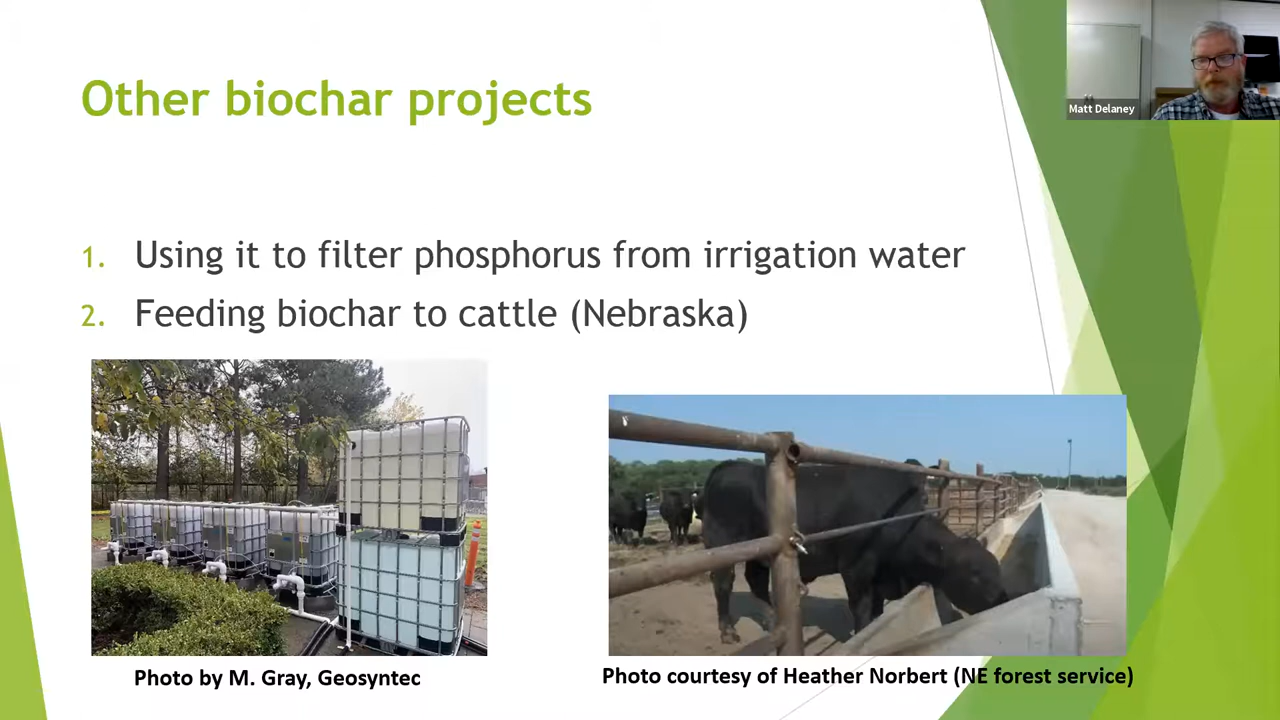 Other biochar projects
Matt Delaney
1. Using it to filter phosphorus from irrigation water
2. Feeding biochar to cattle (Nebraska)
Photo by M. Gray, Geosyntec
Photo courtesy of Heather Norbert (NE forest service)